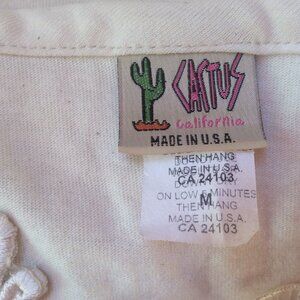 CACTUS
California
MADE IN U.S.A.
THEN HANG
MADE IN U.S.A.
CA 24103
ON LOW 5 MINUTES
M
THEN HANG
MADE IN U.S.A.
CA 24103